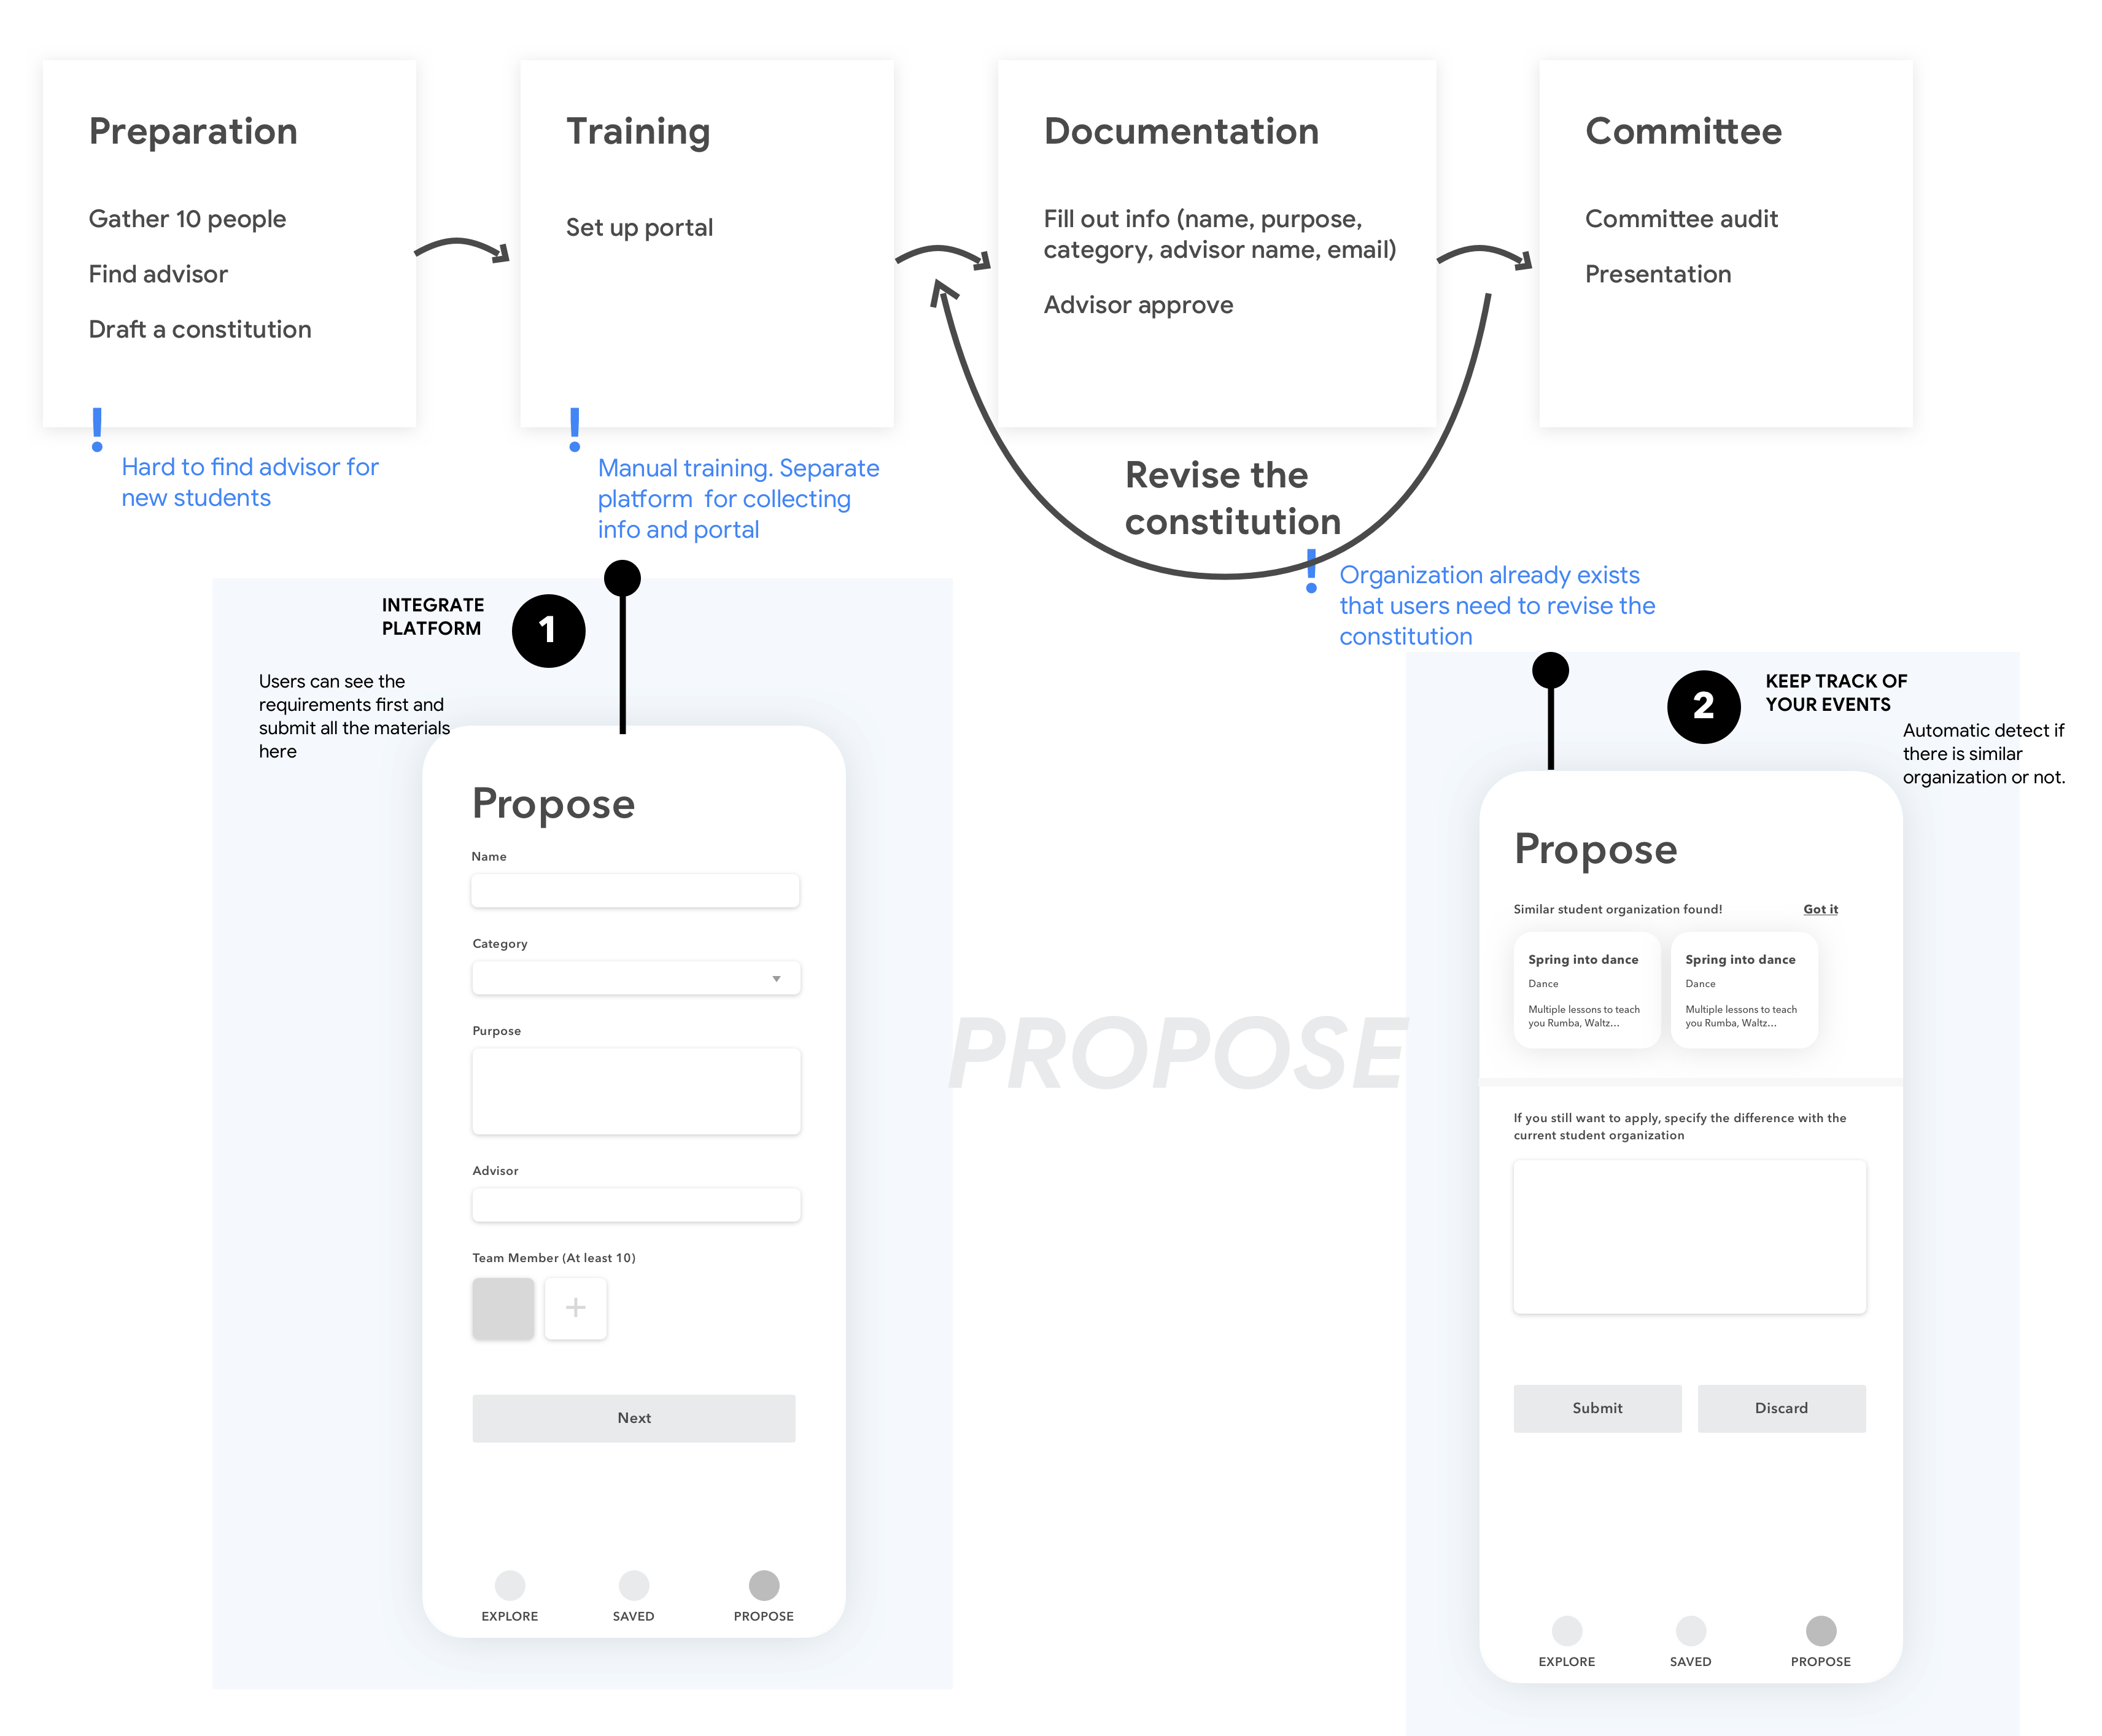 Preparation
Gather 10 people
Find advisor
Draft a constitution
!
Hard to find advisor for
new students
Training
Set up portal
!
Manual training. Separate
platform  for collecting
info and portal
Documentation
Fill out info (name, purpose,
category, advisor name, email)
Advisor approve
Revise the
constitution
!
Organization already exists
that users need to revise the
constitution
Committee
Committee audit
Presentation
INTEGRATE
PLATFORM
1
Users can see the
requirements first and
submit all the materials
here
Propose
Name
Category
Purpose
Advisor
Team Member (At least 10)
+
Next
EXPLORE
SAVED
PROPOSE
PROPOSE
2
KEEP TRACK OF
YOUR EVENTS
Automatic detect if
there is similar
organization or not.
Propose
Similar student organization found!
Got it
Spring into dance
Dance
Multiple lessons to teach
you Rumba, Waltz...
Spring into dance
Dance
Multiple lessons to teach
you Rumba, Waltz...
If you still want to apply, specify the difference with the
current student organization
Submit
Discard
EXPLORE
SAVED
PROPOSE